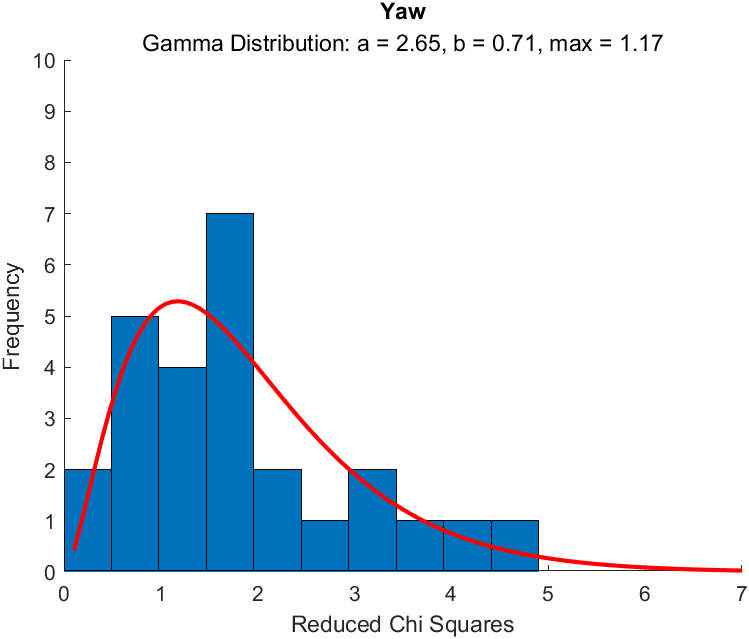 Yaw
Gamma Distribution: a = 2.65, b = 0.71, max = 1.17
10
9
8
7
6
5
4
3
2
1
0
Frequency
0 1 2 3 4 5 6 7
Reduced Chi Squares